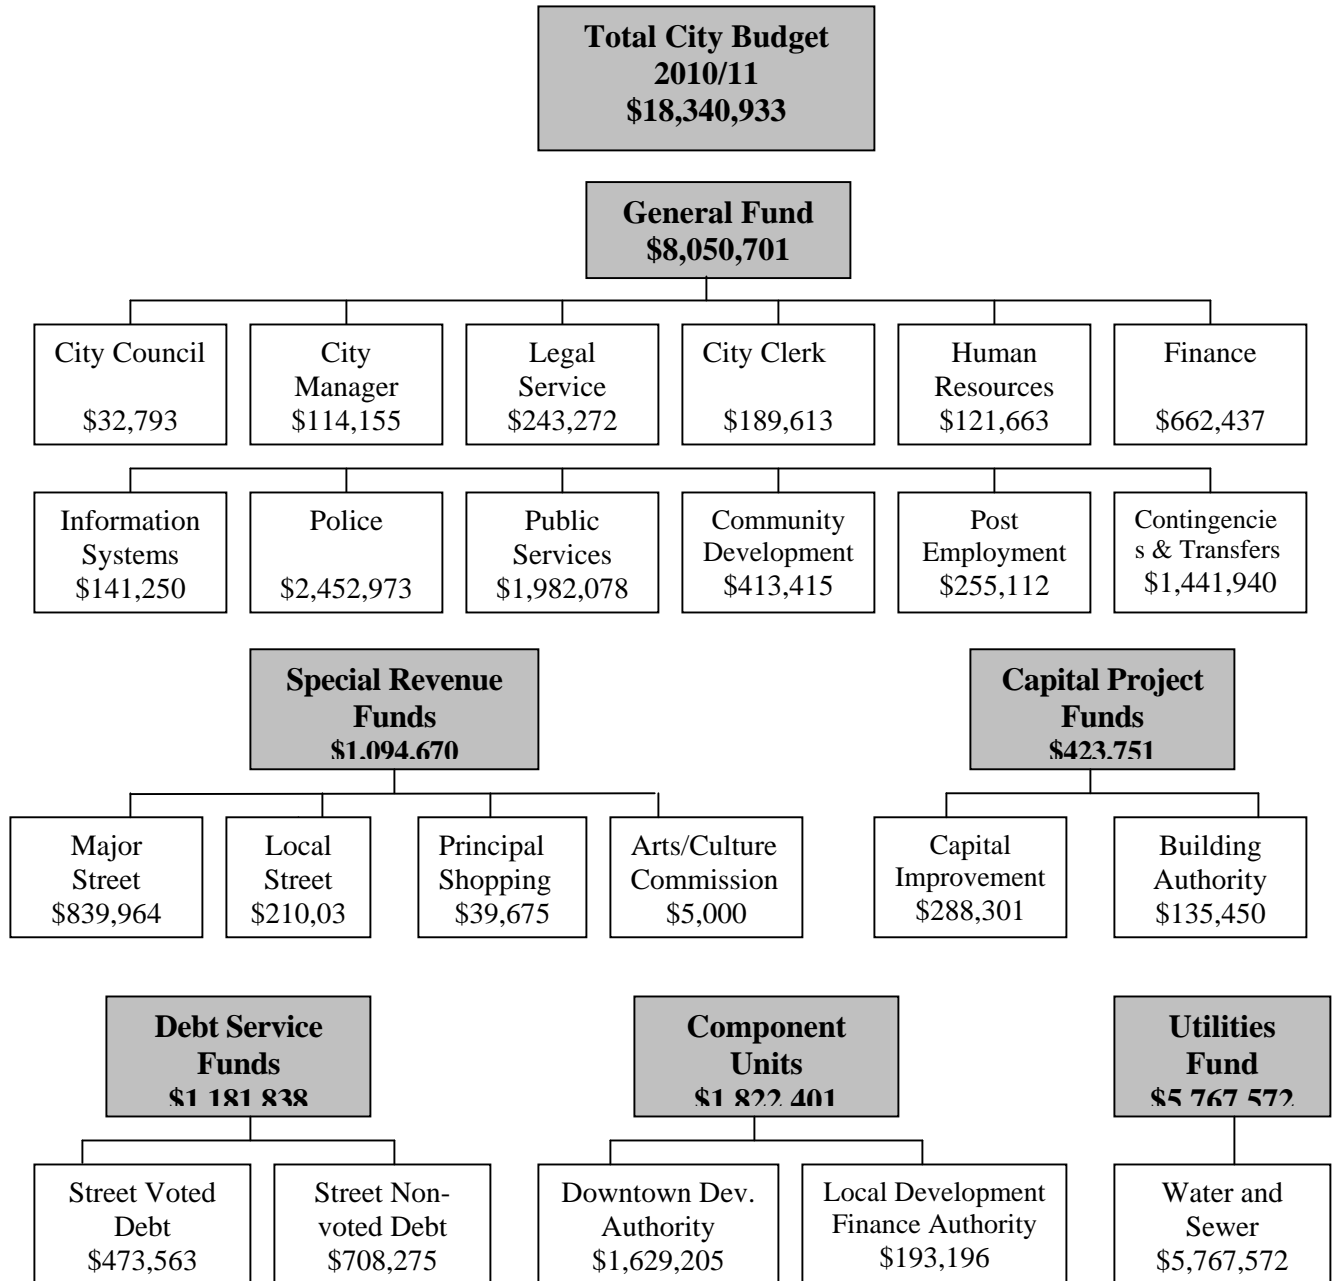 Total City Budget
2010/11
$18,340,933
General Fund
$8,050,701
City Council
$32,793
City
Manager
$114,155
Legal
Service
$243,272
City Clerk
$189,613
Human
Resources
$121,663
Finance
$662,437
Information
Systems
$141,250
Police
$2,452,973
Public
Services
$1,982,078
Community
Development
$413,415
Post
Employment
$255,112
Contingencie
s & Transfers
$1,441,940
Special Revenue
Funds
$1,094,670
Capital Project
Funds
$423,751
Major
Street
$839,964
Local
Street
$210,03
Principal
Shopping
$39,675
Arts/Culture
Commission
$5,000
Capital
Improvement
$288,301
Building
Authority
$135,450
Debt Service
Funds
$1,181,838
Component
Units
$1,822,401
Utilities
Fund
$5,767,572
Street Voted
Debt
$473,563
Street Non-
voted Debt
$708,275
Downtown Dev.
Authority
$1,629,205
Local Development
Finance Authority
$193,196
Water and
Sewer
$5,767,572